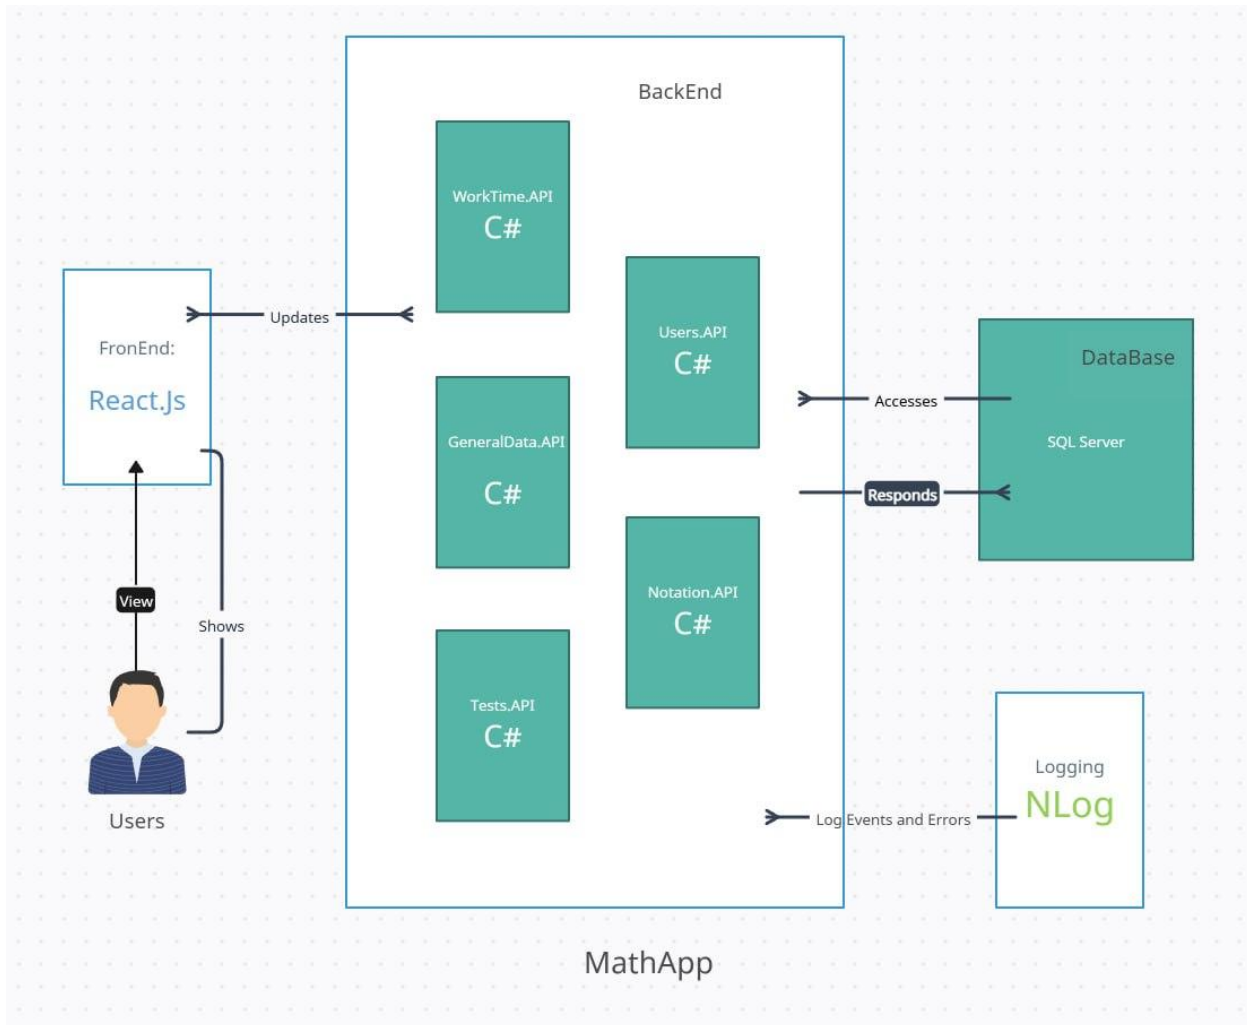 BackEnd
WorkTime.API
C#
Users.API
C#
Updates
FronEnd:
React.Js
DataBase
Accesses
SQL Server
GeneralData.API
C#
Responds
Notation.API
C#
View
Shows
Tests.API
C#
Logging
NLog
Log Events and Errors
Users
MathApp